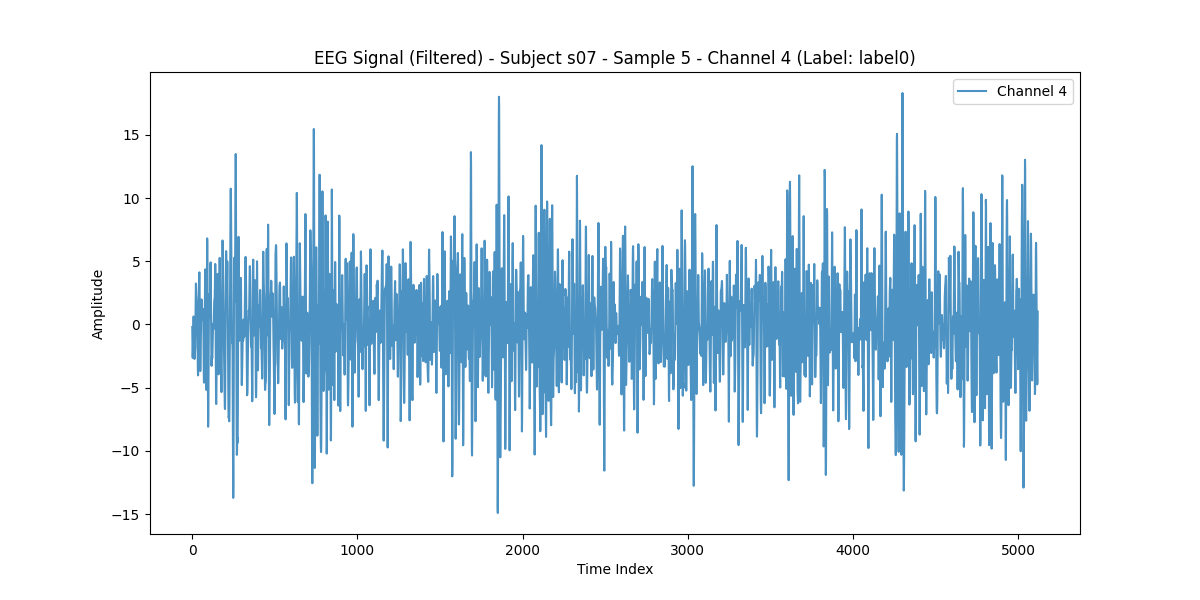 EEG Signal (Filtered) - Subject s07 - Sample 5 - Channel 4 (Label: label0)
Channel 4
15
10
5
0
−5
−10
−15
Amplitude
0 1000 2000 3000 4000 5000
Time Index